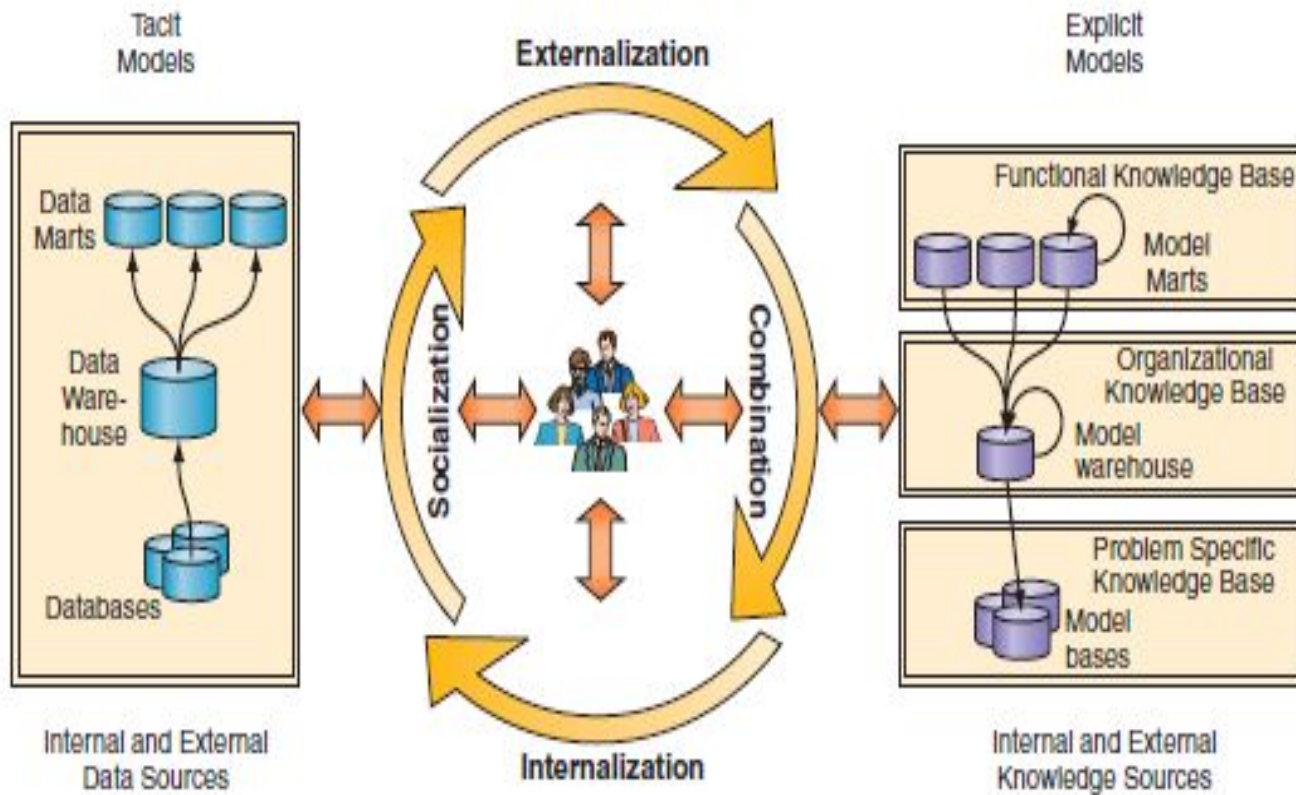 Tacit
Models
Data
Marts
Data
Ware-
house
Databases
Internal and External
Data Sources
Externalization
Socialization
Combination
Internalization
Explicit
Models
Functional Knowledge Base
Model
Marts
Organizational
Knowledge Base
Model
warehouse
Problem Specific
Knowledge Base
Model
bases
Internal and External
Knowledge Sources